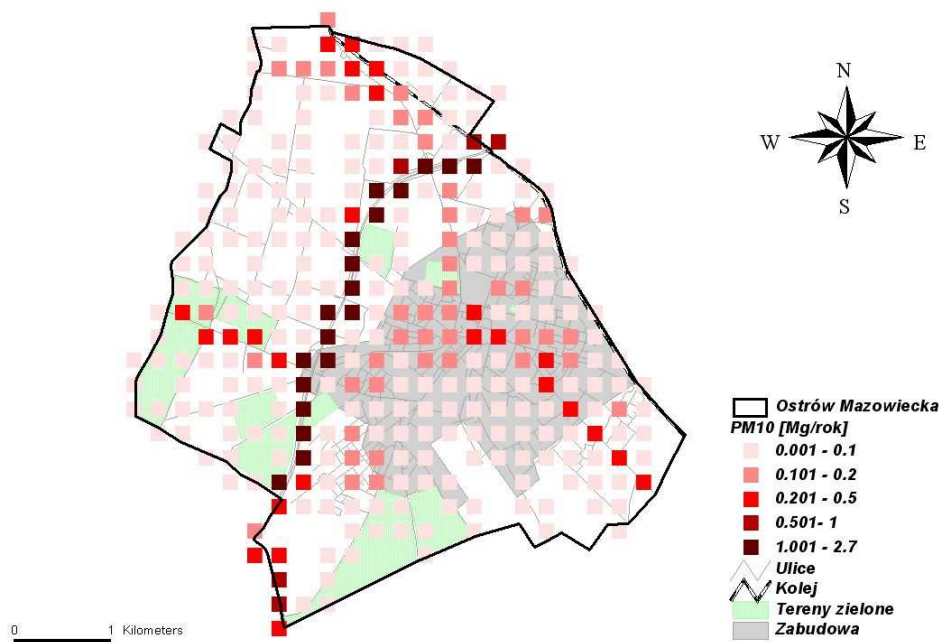 N
W E
S
Ostrów Mazowiecka
PM10 [Mg/rok]
0.001 - 0.1
0.101 - 0.2
0.201 - 0.5
0.501- 1
1.001 - 2.7
Ulice
Kolej
Tereny zielone
Zabudowa
0 1 Kilometers